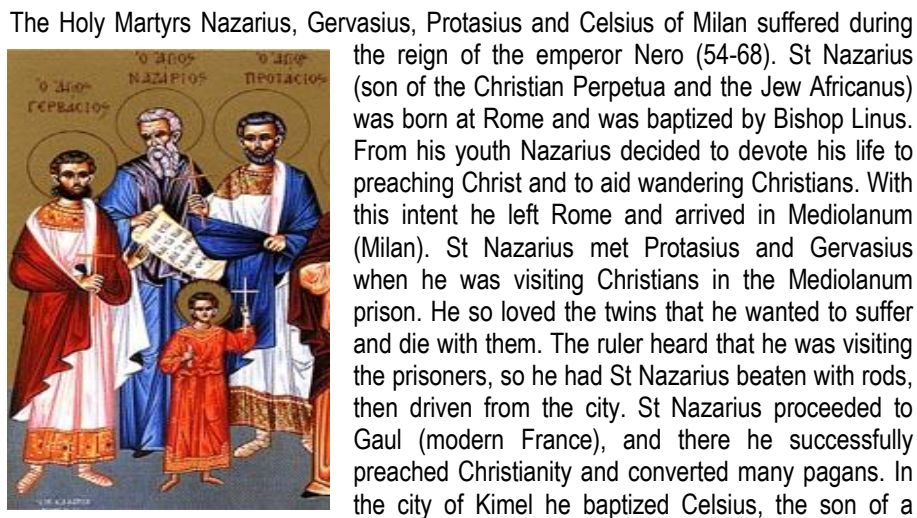 The Holy Martyrs Nazarius, Gervasius, Protasius and Celsius of Milan suffered during
the reign of the emperor Nero (54-68). St Nazarius
(son of the Christian Perpetua and the Jew Africanus)
was born at Rome and was baptized by Bishop Linus.
From his youth Nazarius decided to devote his life to
preaching Christ and to aid wandering Christians. With
this intent he left Rome and arrived in Mediolanum
(Milan). St Nazarius met Protasius and Gervasius
when he was visiting Christians in the Mediolanum
prison. He so loved the twins that he wanted to suffer
and die with them. The ruler heard that he was visiting
the prisoners, so he had St Nazarius beaten with rods,
then driven from the city. St Nazarius proceeded to
Gaul (modern France), and there he successfully
preached Christianity and converted many pagans. In
the city of Kimel he baptized Celsius, the son of a
Ὁ ἍΓΙΟΣ
ΓΕΡΒΑCΙΟC
Ὁ ἍΓΙΟΣ
ΝΑΖΑΡΙΟC
Ὁ ἍΓΙΟΣ
ΠΡΟΤΑCΙΟC